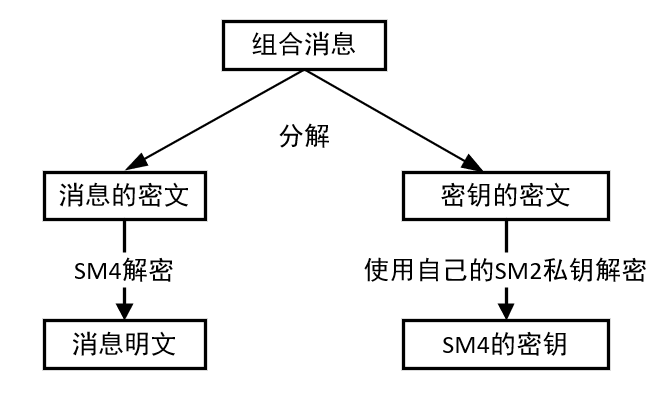 组合消息
分解
消息的密文
密钥的密文
SM4解密
使用自己的SM2私钥解密
消息明文
SM4的密钥